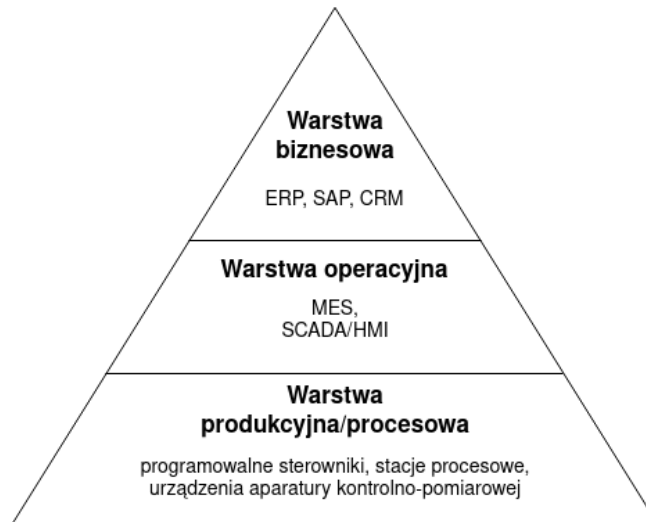 Warstwa
biznesowa
ERP, SAP, CRM
Warstwa operacyjna
MES,
SCADA/HMI
Warstwa
produkcyjna/procesowa
programowalne sterowniki, stacje procesowe,
urządzenia aparatury kontrolno-pomiarowej